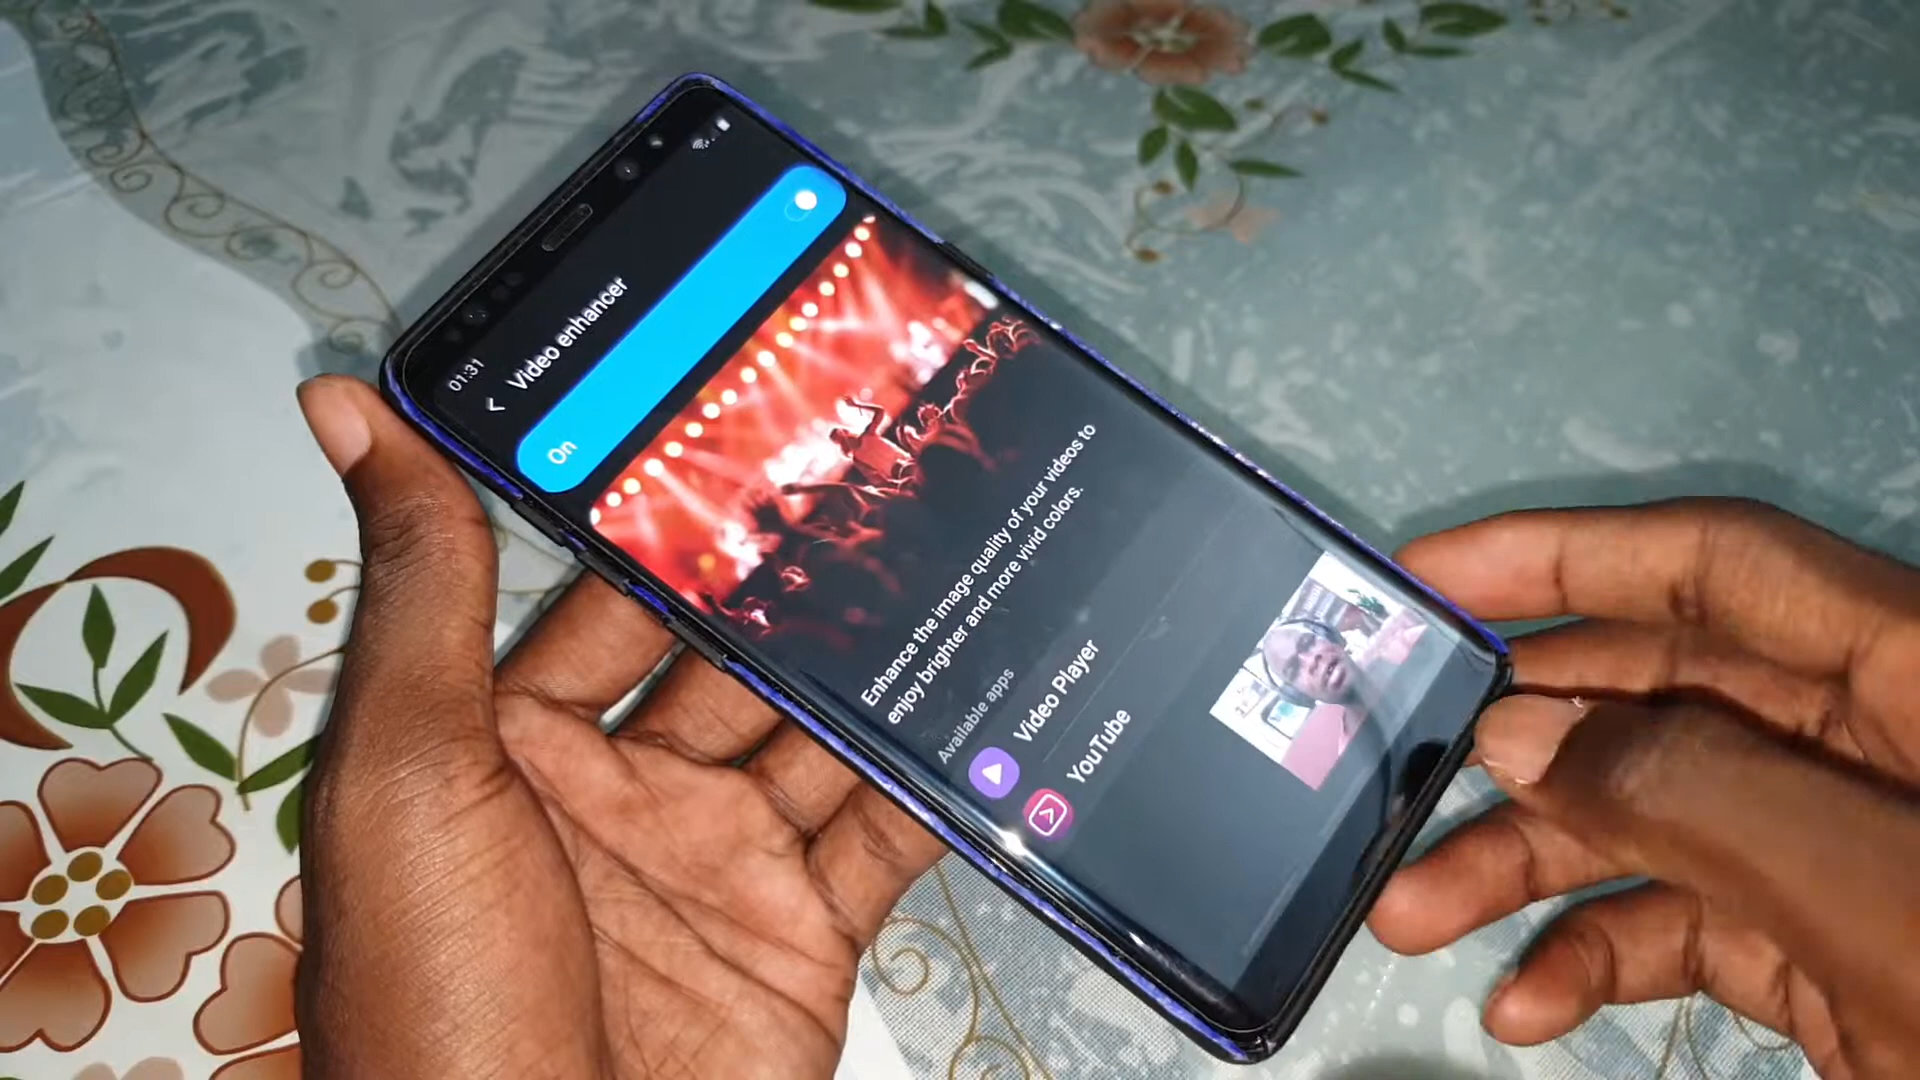 01:31
Video enhancer
On
Enhance the image quality of your videos to
enjoy brighter and more vivid colors.
Available apps
Video Player
YouTube